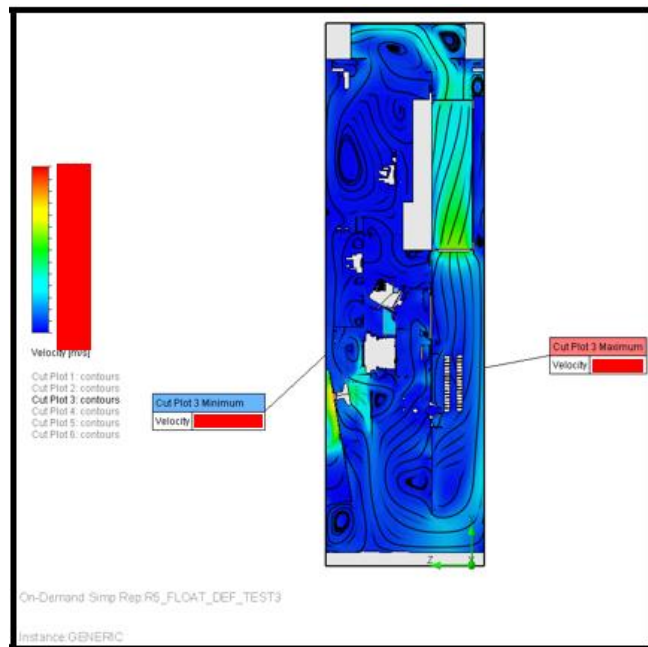 Velocity [m/s]
Cut Plot 1: contours
Cut Plot 2: contours
Cut Plot 3: contours
Cut Plot 4: contours
Cut Plot 5: contours
Cut Plot 6: contours
Cut Plot 3 Minimum
Velocity
Cut Plot 3 Maximum
Velocity
Z
On-Demand Simp Rep:R5_FLOAT_DEF_TEST3
Instance:GENERIC